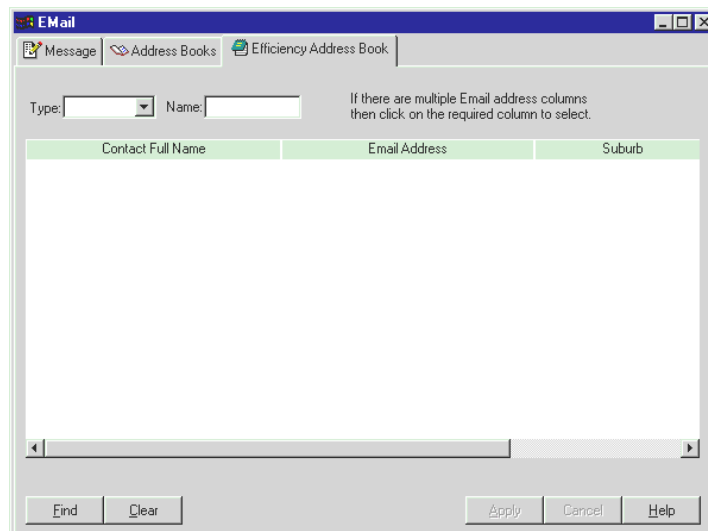 EMail
Message Address Books Efficiency Address Book
Type: Name: If there are multiple Email address columns
then click on the required column to select.
Contact Full Name Email Address Suburb
Find Clear Apply Cancel Help